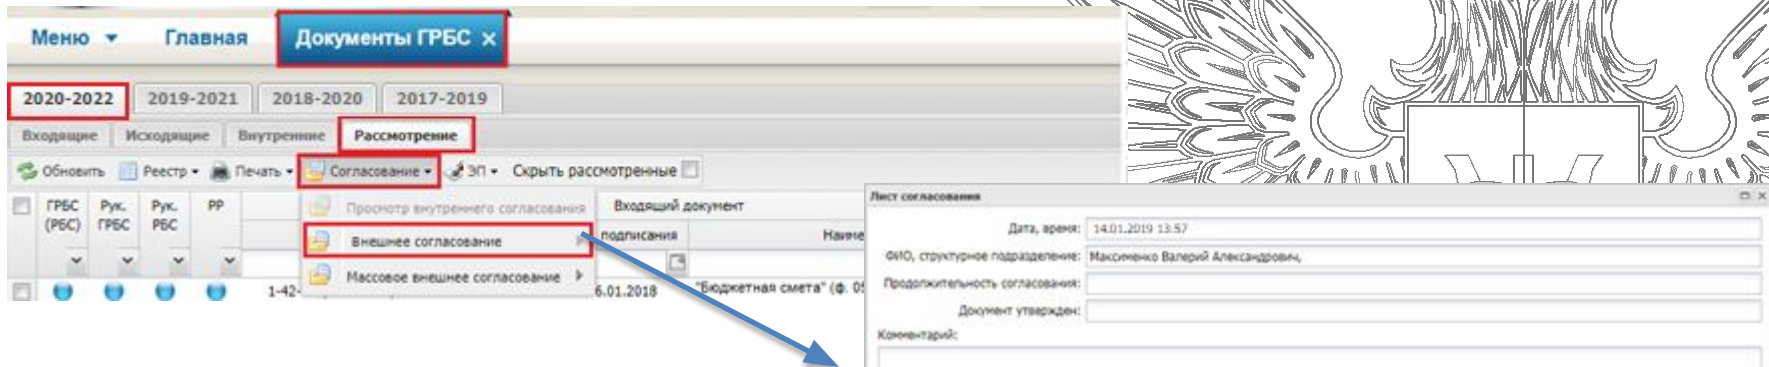 Меню Главная Документы ГРБС x
2020-2022 2019-2021 2018-2020 2017-2019
Входящие Исходящие Внутренние Рассмотрение
Обновить Реестр Печать Согласование ЭП Скрыть рассмотренные
ГРБС (РБС) Рук. ГРБС Рук. РБС РР
Просмотр внутреннего согласования
Внешнее согласование
Массовое внешнее согласование
Входящий документ
подписания Наиме
1-42- 6.01.2018 "Бюджетная смета" (ф. 05
Лист согласования
Дата, время: 14.01.2019 13:57
ФИО, структурное подразделение: Максименко Валерий Александрович,
Продолжительность согласования:
Документ утвержден:
Комментарий: